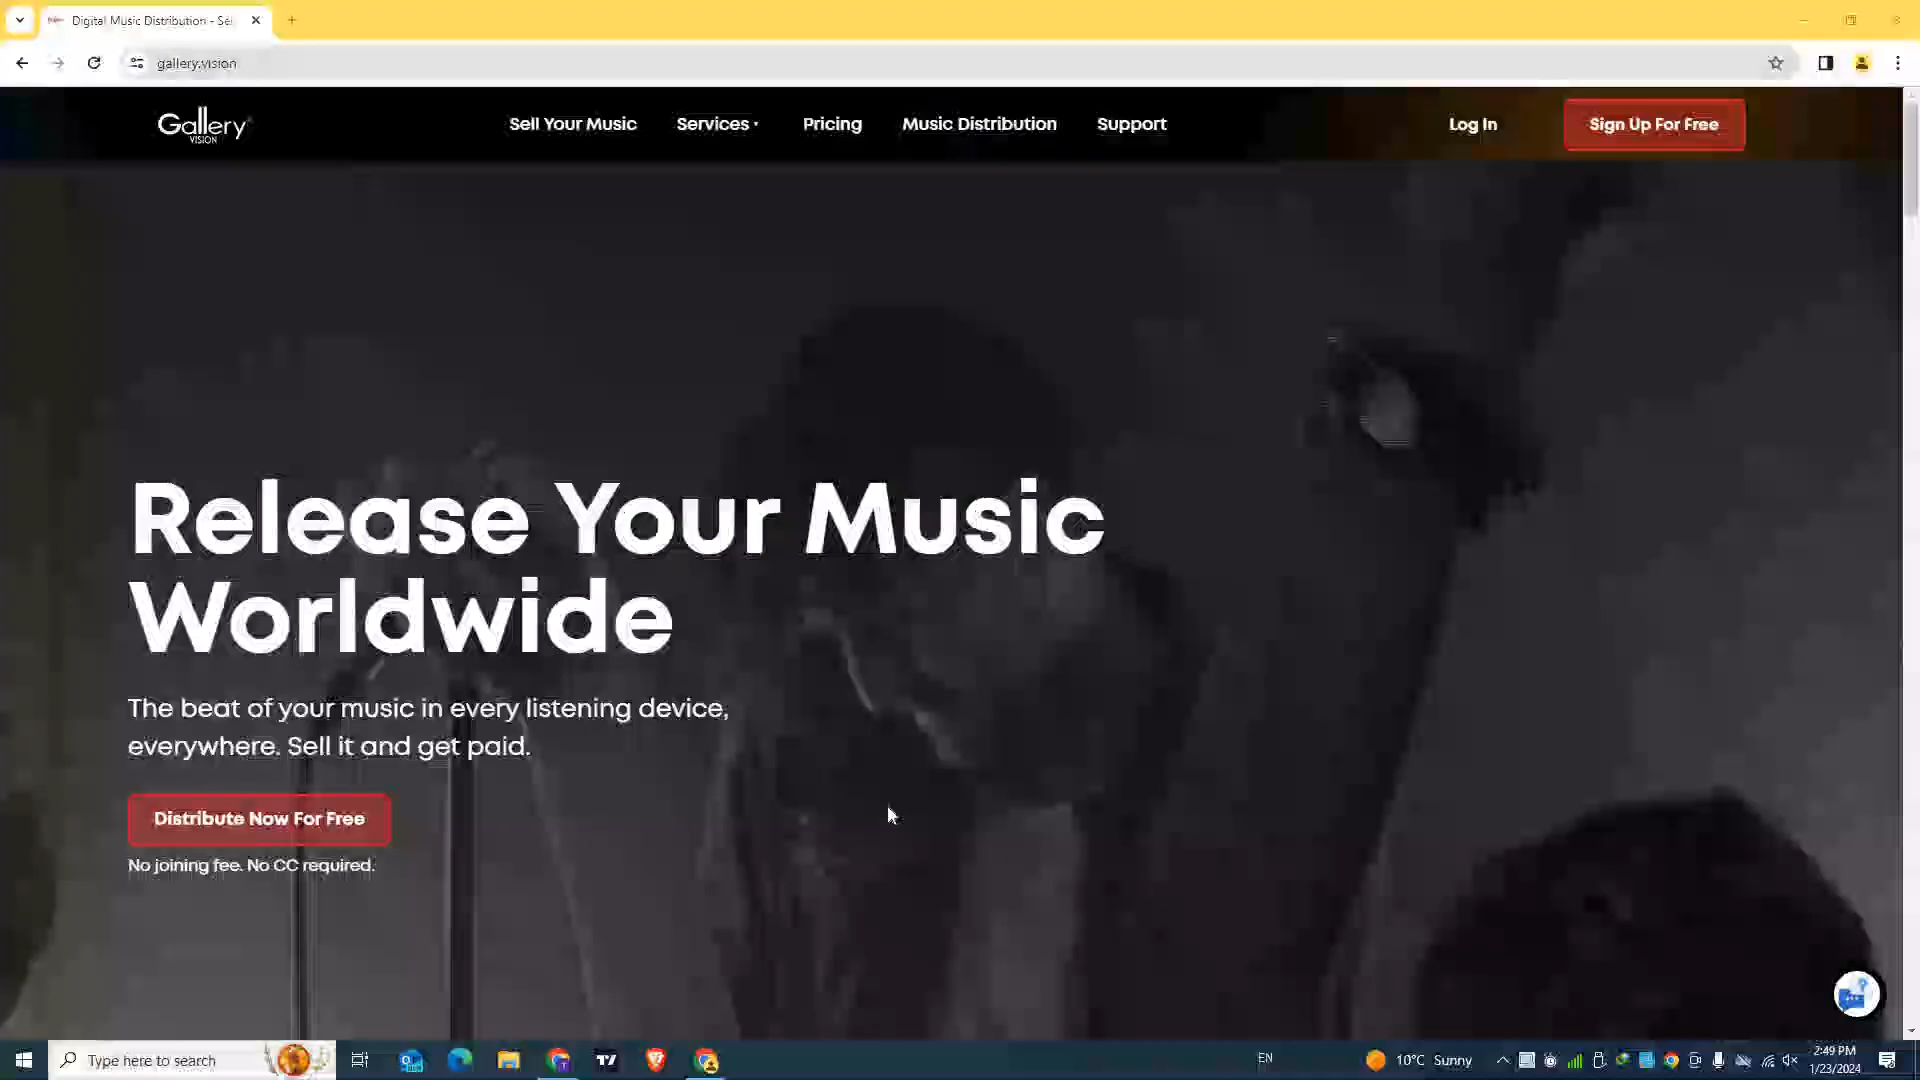 Digital Music Distribution - Se
gallery.vision
Gallery
VISION
Sell Your Music
Services
Pricing
Music Distribution
Support
Log In
Sign Up For Free
Release Your Music
Worldwide
The beat of your music in every listening device,
everywhere. Sell it and get paid.
Distribute Now For Free
No joining fee. No CC required.
Type here to search
EN
10°C Sunny
2:49 PM
1/23/2024